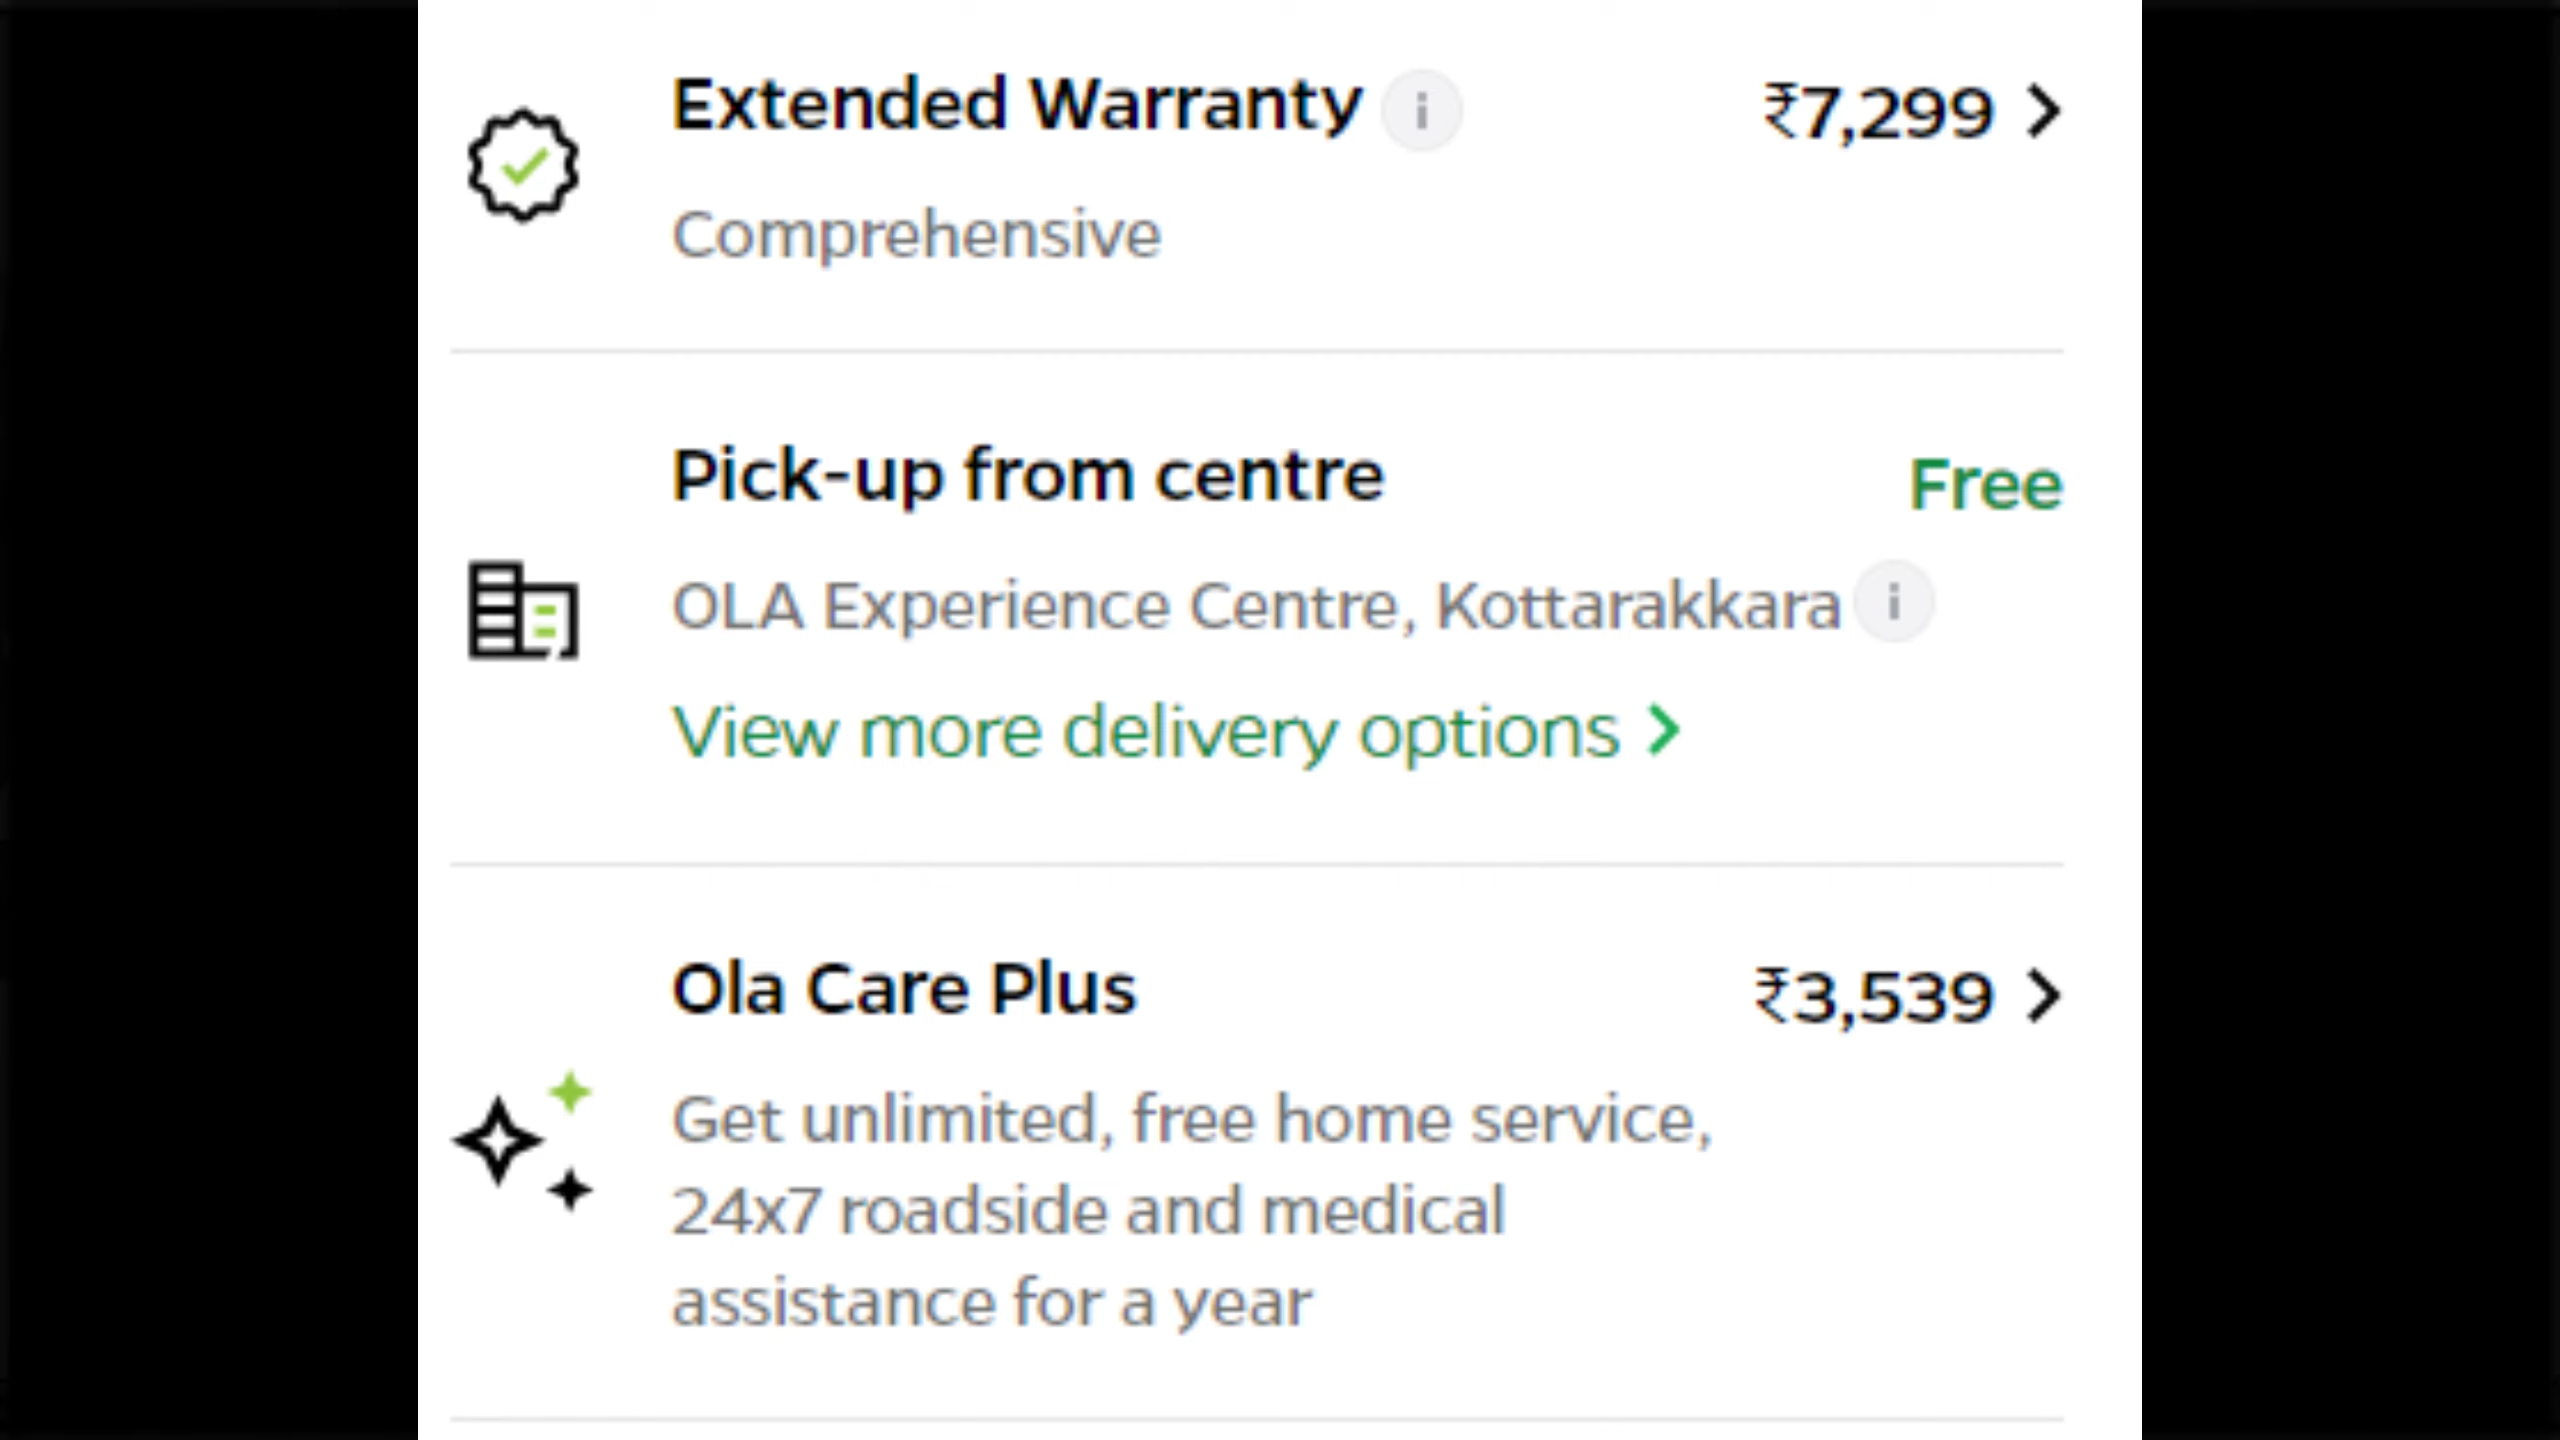 Extended Warranty i ₹7,299
Comprehensive
Pick-up from centre Free
OLA Experience Centre, Kottarakkara i
View more delivery options
Ola Care Plus ₹3,539
Get unlimited, free home service,
24x7 roadside and medical
assistance for a year